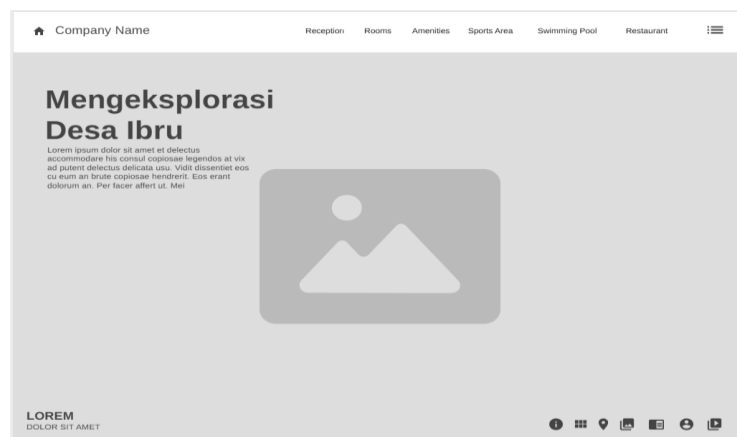 Company Name
Reception
Rooms
Amenities
Sports Area
Swimming Pool
Restaurant
Mengeksplorasi
Desa Ibru
Lorem ipsum dolor sit amet et delectus
accommodare his consul copiosae legendos at vix
ad putent delectus delicata usu. Vidit dissentiet eos
cu eum an brute copiosae hendrerit. Eos erant
dolorum an. Per facer affert ut. Mei
LOREM
DOLOR SIT AMET